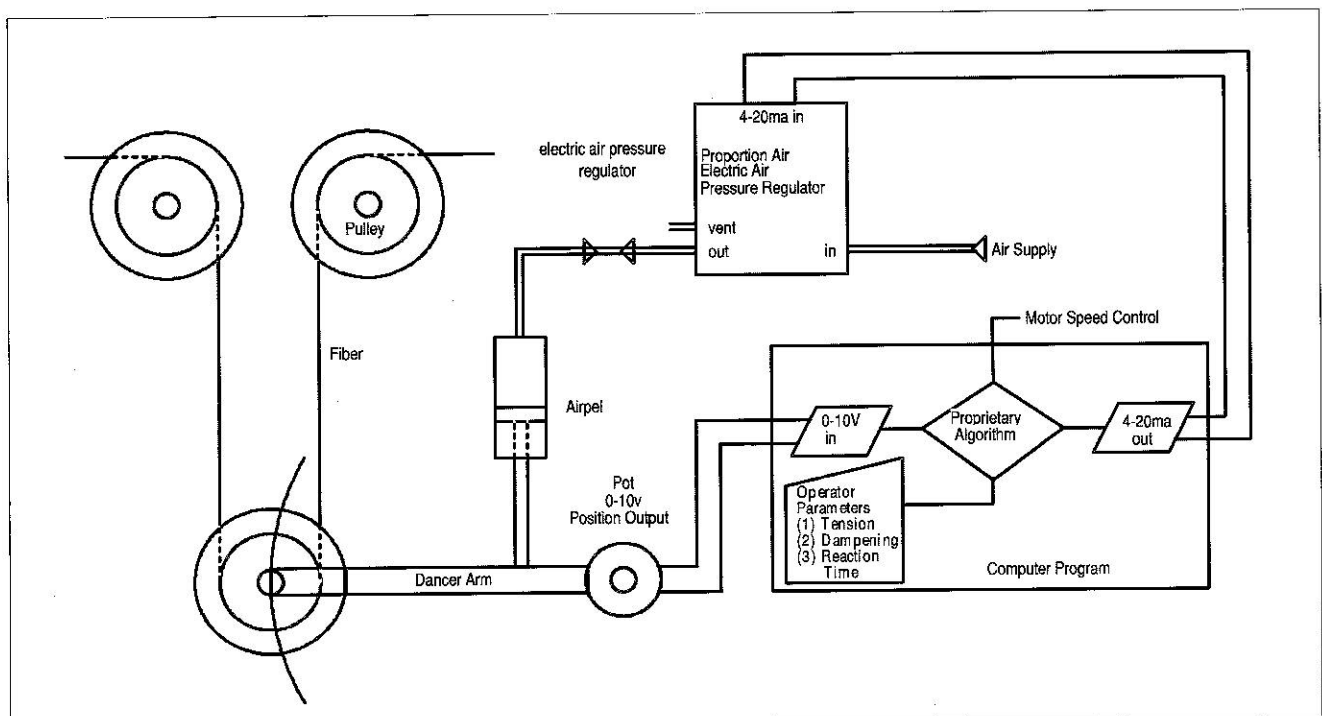 4-20ma in
electric air pressure
regulator
Proportion Air
Electric Air
Pressure Regulator
vent
out
in
Air Supply
Pulley
Fiber
Airpel
Motor Speed Control
0-10V
in
Proprietary
Algorithm
4-20ma
out
Pot
0-10v
Position Output
Operator
Parameters
(1) Tension
(2) Dampening
(3) Reaction
Time
Computer Program
Dancer Arm